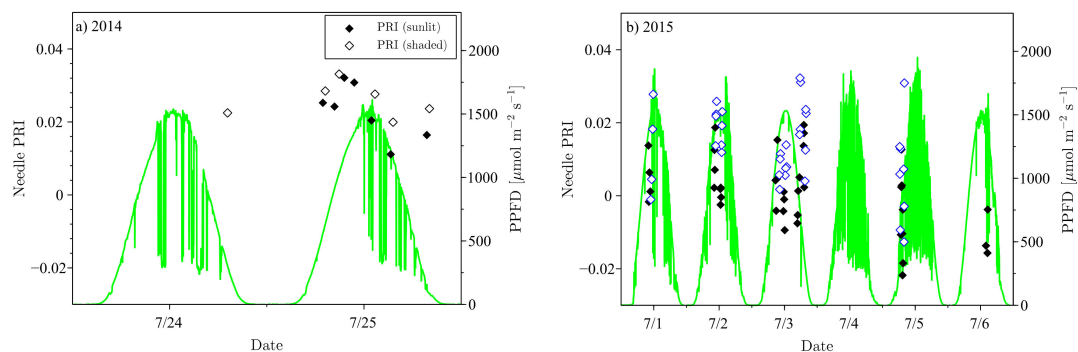 a) 2014
PRI (sunlit)
PRI (shaded)
0.04
0.02
0
−0.02
Needle PRI
2000
1500
1000
500
0
PPFD [μmol m−2 s−1]
7/24
7/25
Date
b) 2015
0.04
0.02
0
−0.02
Needle PRI
2000
1500
1000
500
0
PPFD [μmol m−2 s−1]
7/1
7/2
7/3
7/4
7/5
7/6
Date